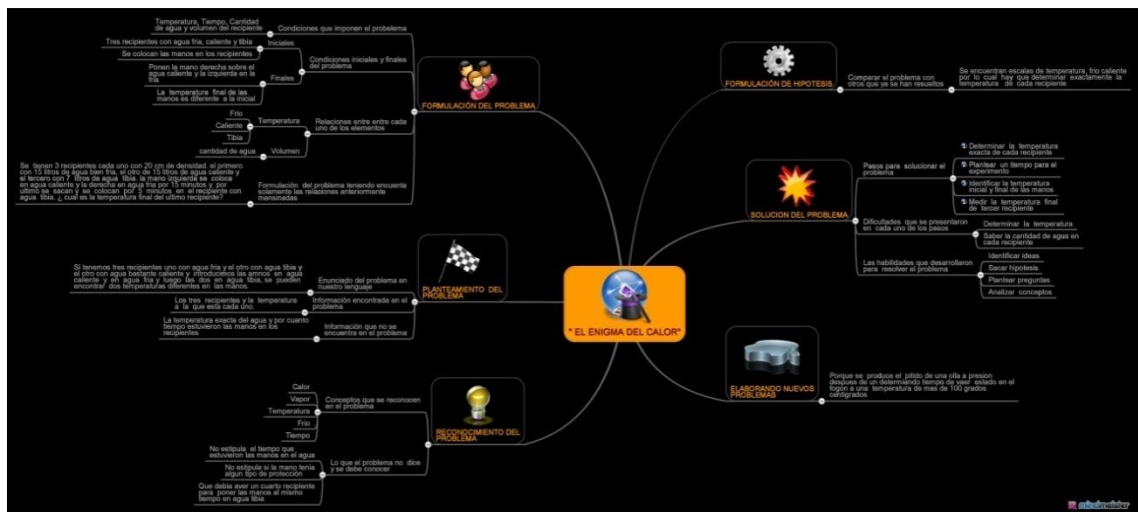 Temperatura, Tiempo, Cantidad
de agua y volumen del recipiente
Condiciones que imponen el probelema
Tres recipientes con agua fria, caliente y tibia
Se colocan las manos en los recipientes
Iniciales
Condiciones iniciales y finales
del problema
Ponen la mano derecha sobre el
agua caliente y la izquierda en la
fria
La temperatura final de las
manos es diferente a la inicial
Finales
FORMULACIÓN DEL PROBLEMA
Frio
Caliente
Tibia
Temperatura
Relaciones entre entre cada
uno de los elementos
cantidad de agua
Volumen
Se tienen 3 recipientes cada uno con 20 cm de densidad. el primero
con 15 litros de agua bien fria, el otro de 15 litros de agua caliente y
el tercero con 7 litros de agua tibia. la mano izquierda se coloca
en agua caliente y la derecha en agua fria por 15 minutos y por
ultimo se sacan y se colocan por 5 minutos en el recipiente con
agua tibia. ¿ cual es la temperatura final del ultimo recipiente?
Formulación del problema teniendo encuenta
solamente las relaciones anteriormente
mensinadas
Si tenemos tres recipientes uno con agua fria y el otro con agua tibia y
el otro con agua bastante caliente y introducimos las amnos en agua
caliente y en agua fria y luego las dos en agua tibia, se pueden
encontrar dos temperaturas diferentes en las manos.
Enunciado del problema en
nuestro lenguaje
Los tres recipientes y la temperatura
a la que esta cada uno.
Información encontrada en el
problema
La temperatura exacta del agua y por cuanto
tiempo estuvieron las manos en los
recipientes
Información que no se
encuentra en el problema
PLANTEAMIENTO DEL
PROBLEMA
Calor
Vapor
Temperatura
Frio
Tiempo
Conceptos que se reconocen
en el problema
No estipula el tiempo que
estuvieron las manos en el agua
No estipula si la mano tenia
algun tipo de protección
Que debia aver un cuarto recipiente
para poner las manos al mismo
tiempo en agua tibia
Lo que el problema no dice
y se debe conocer
RECONOCIMIENTO DEL
PROBLEMA
" EL ENIGMA DEL CALOR"
FORMULACIÓN DE HIPOTESIS
Comparar el problema con
otros que ya se han resueltos
Se encuentran escalas de temperatura, frio caliente
por lo cual hay que determinar exactamente la
temperatura de cada recipiente
SOLUCION DEL PROBLEMA
Pasos para solucionar el
problema
Determinar la temperatura
exacta de cada recipiente
Plantear un tiempo para el
experimento
Identificar la temperatura
inicial y final de las manos
Medir la temperatura final
de tercer recipiente
Dificultades que se presentaron
en cada uno de los pasos
Determinar la temperatura
Saber la cantidad de agua en
cada recipiente
Las habilidades que desarrollaron
para resolver el problema
Identificar ideas
Sacar hipotesis
Plantear preguntas
Analizar conceptos
ELABORANDO NUEVOS
PROBLEMAS
Porque se produce el pitido de una olla a presion
despues de un determiando tiempo de vaer estado en el
fogón a una temperatura de mas de 100 grados
centigrados
mindmeister